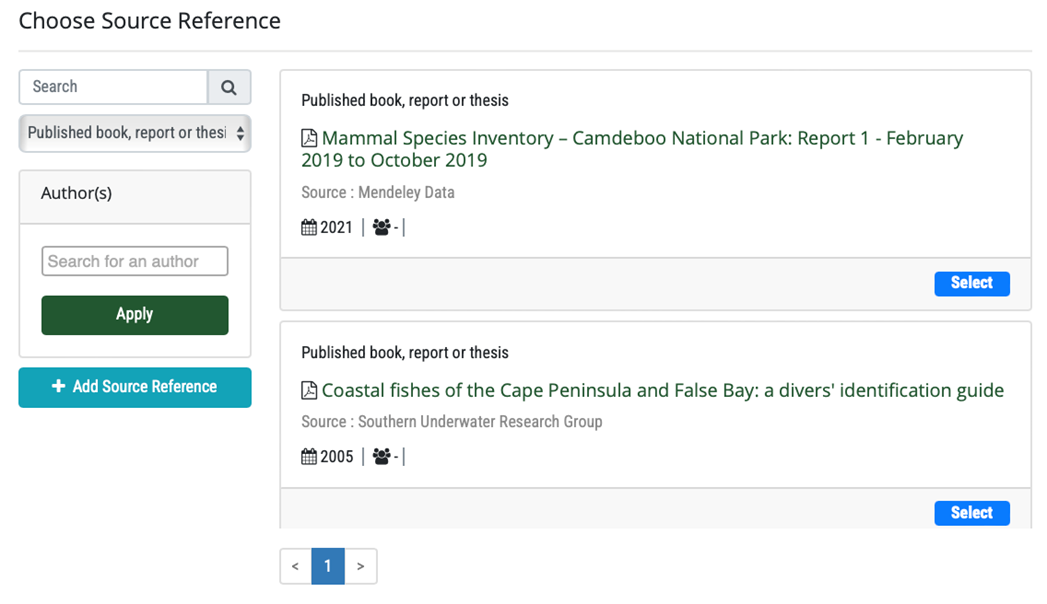 Choose Source Reference
Search
Published book, report or thesi
Author(s)
Search for an author
Apply
Add Source Reference
Published book, report or thesis
Mammal Species Inventory – Camdeboo National Park: Report 1 - February
2019 to October 2019
Source : Mendeley Data
2021 | - |
Select
Published book, report or thesis
Coastal fishes of the Cape Peninsula and False Bay: a divers' identification guide
Source : Southern Underwater Research Group
2005 | - |
Select
< 1 >